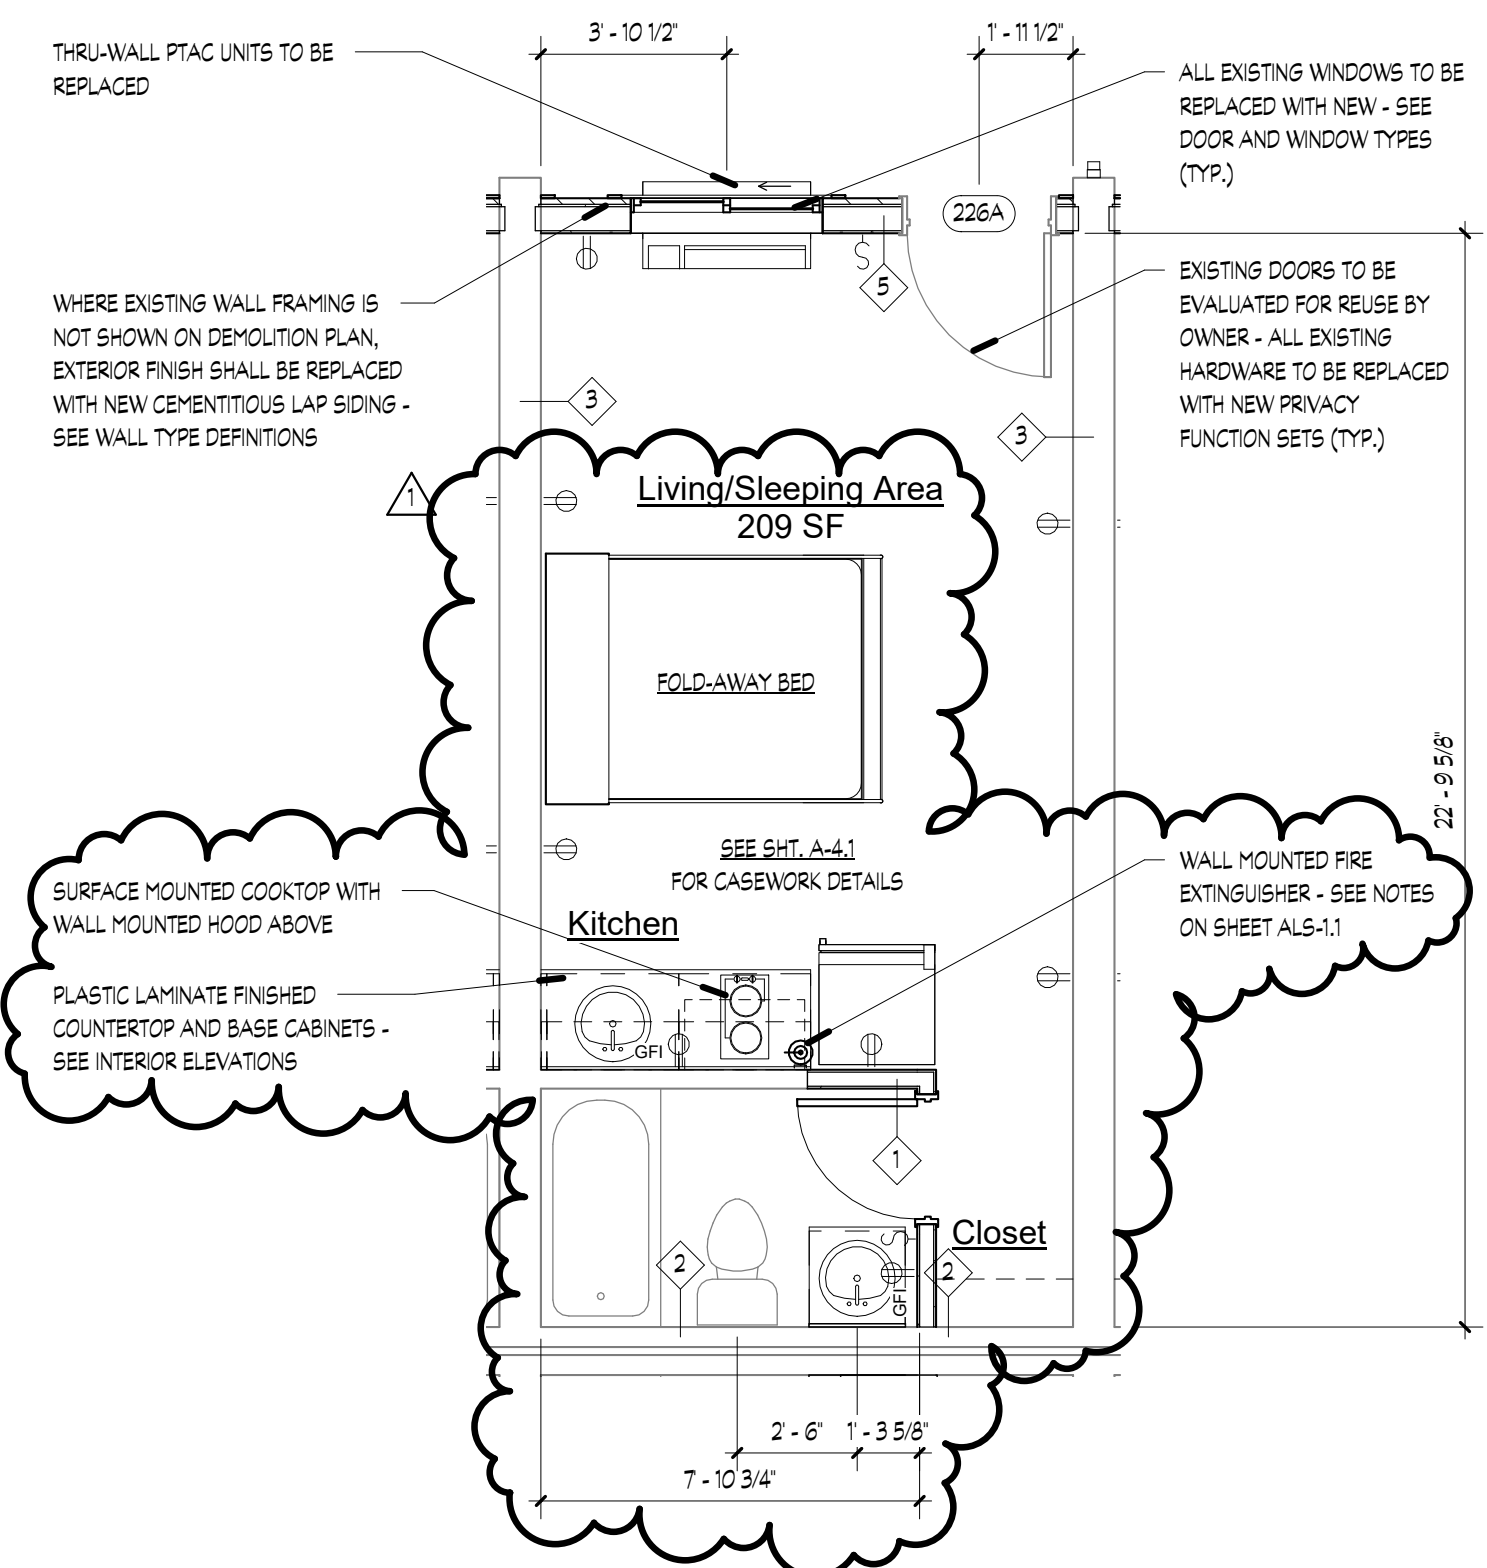 3' - 10 1/2"
1' - 11 1/2"
THRU-WALL PTAC UNITS TO BE
REPLACED
ALL EXISTING WINDOWS TO BE
REPLACED WITH NEW - SEE
DOOR AND WINDOW TYPES
(TYP.)
226A
S
5
WHERE EXISTING WALL FRAMING IS
NOT SHOWN ON DEMOLITION PLAN,
EXTERIOR FINISH SHALL BE REPLACED
WITH NEW CEMENTITIOUS LAP SIDING -
SEE WALL TYPE DEFINITIONS
EXISTING DOORS TO BE
EVALUATED FOR REUSE BY
OWNER - ALL EXISTING
HARDWARE TO BE REPLACED
WITH NEW PRIVACY
FUNCTION SETS (TYP.)
3
3
1
Living/Sleeping Area
209 SF
FOLD-AWAY BED
22' - 9 5/8"
SEE SHT. A-4.1
FOR CASEWORK DETAILS
WALL MOUNTED FIRE
EXTINGUISHER - SEE NOTES
ON SHEET ALS-1.1
SURFACE MOUNTED COOKTOP WITH
WALL MOUNTED HOOD ABOVE
Kitchen
PLASTIC LAMINATE FINISHED
COUNTERTOP AND BASE CABINETS -
SEE INTERIOR ELEVATIONS
GFI
1
Closet
S
2
2
GFI
2' - 6"
1' - 3 5/8"
7' - 10 3/4"